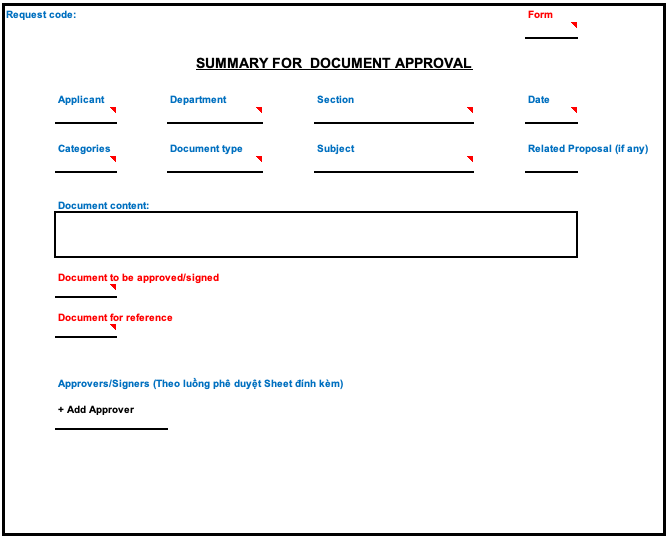 Request code:
Form
SUMMARY FOR DOCUMENT APPROVAL
Applicant
Department
Section
Date
Categories
Document type
Subject
Related Proposal (if any)
Document content:
Document to be approved/signed
Document for reference
Approvers/Signers (Theo luồng phê duyệt Sheet đính kèm)
+ Add Approver